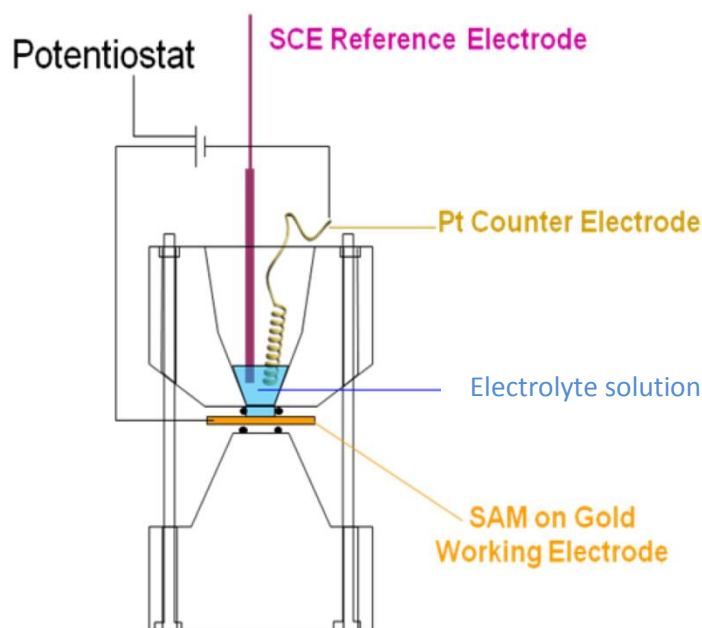 SCE Reference Electrode
Potentiostat
Pt Counter Electrode
Electrolyte solution
SAM on Gold
Working Electrode